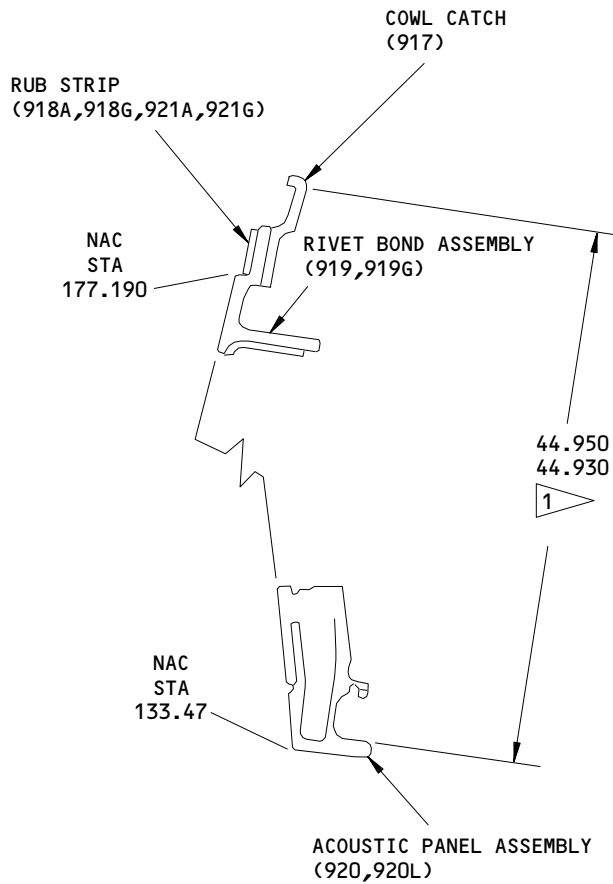 COWL CATCH
(917)
RUB STRIP
(918A,918G,921A,921G)
NAC
STA
177.190
RIVET BOND ASSEMBLY
(919,919G)
44.950
44.930
1
NAC
STA
133.47
ACOUSTIC PANEL ASSEMBLY
(920,920L)